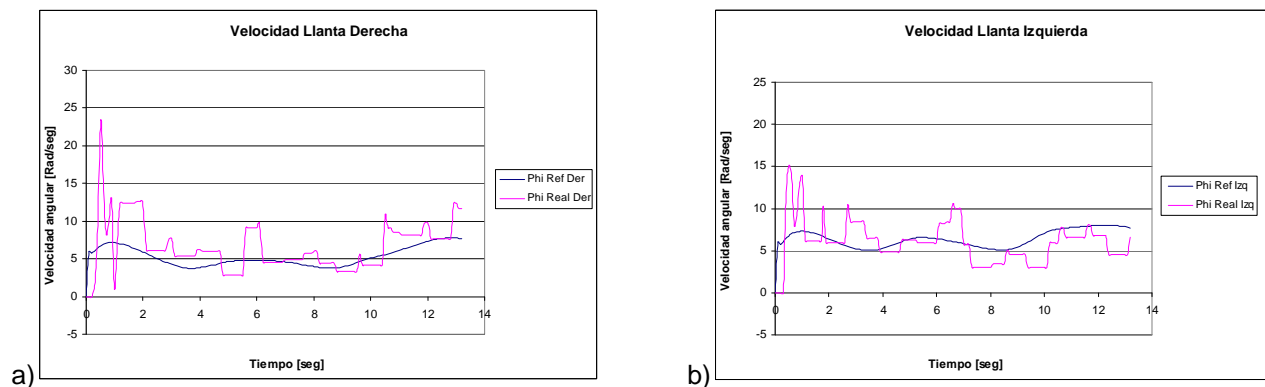 Velocidad Llanta Derecha
30
25
20
15
10
5
0
-5
0 2 4 6 8 10 12 14
Velocidad angular [Rad/seg]
Tiempo [seg]
Phi Ref Der
Phi Real Der
a)
Velocidad Llanta Izquierda
25
20
15
10
5
0
-5
0 2 4 6 8 10 12 14
Velocidad angular [Rad/seg]
Tiempo [seg]
Phi Ref Izq
Phi Real Izq
b)